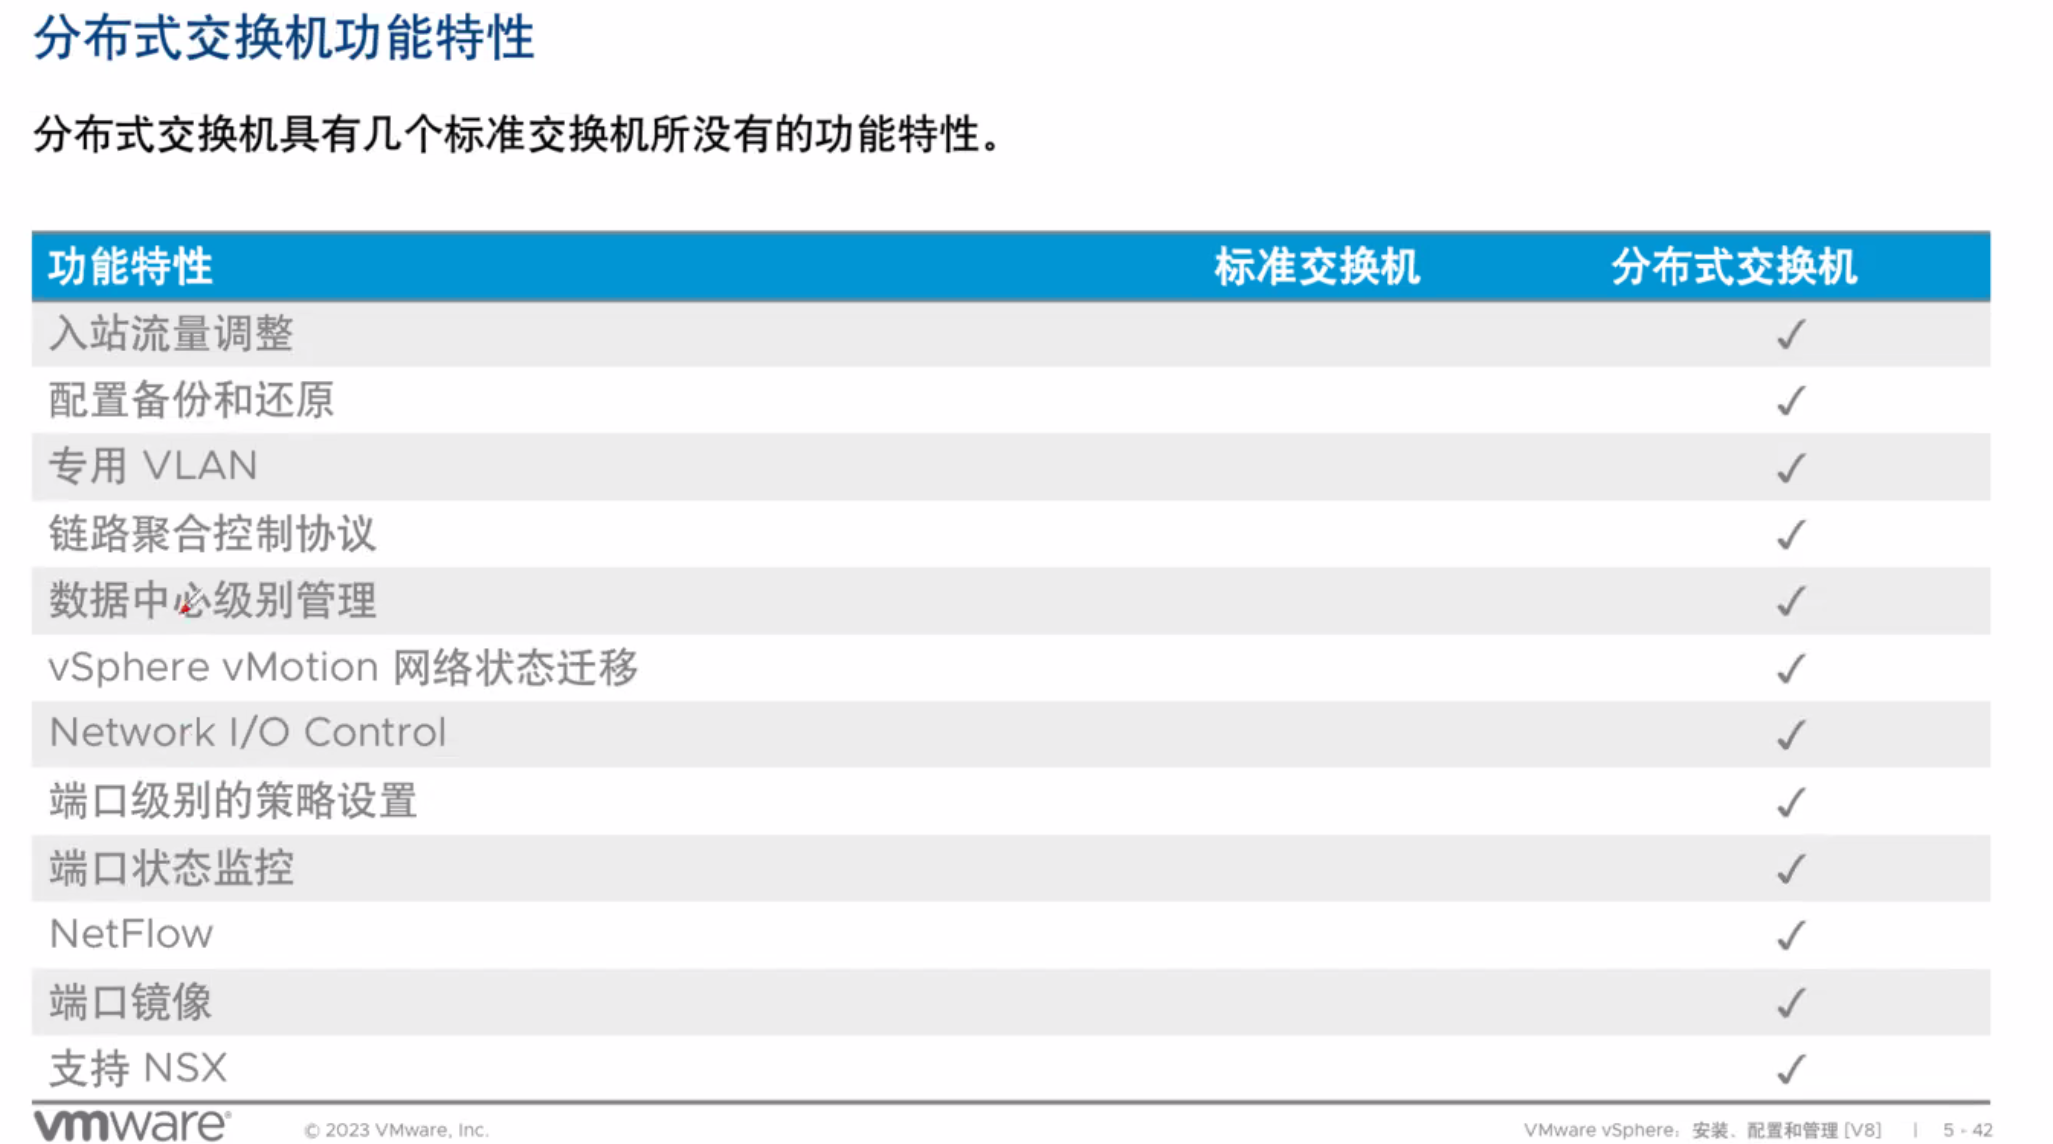 分布式交换机功能特性
分布式交换机具有几个标准交换机所没有的功能特性。
功能特性 标准交换机 分布式交换机
入站流量调整 ✓
配置备份和还原 ✓
专用 VLAN ✓
链路聚合控制协议 ✓
数据中心级别管理 ✓
vSphere vMotion 网络状态迁移 ✓
Network I/O Control ✓
端口级别的策略设置 ✓
端口状态监控 ✓
NetFlow ✓
端口镜像 ✓
支持 NSX ✓
vmware® © 2023 VMware, Inc. VMware vSphere：安装、配置和管理 [V8] | 5 - 42